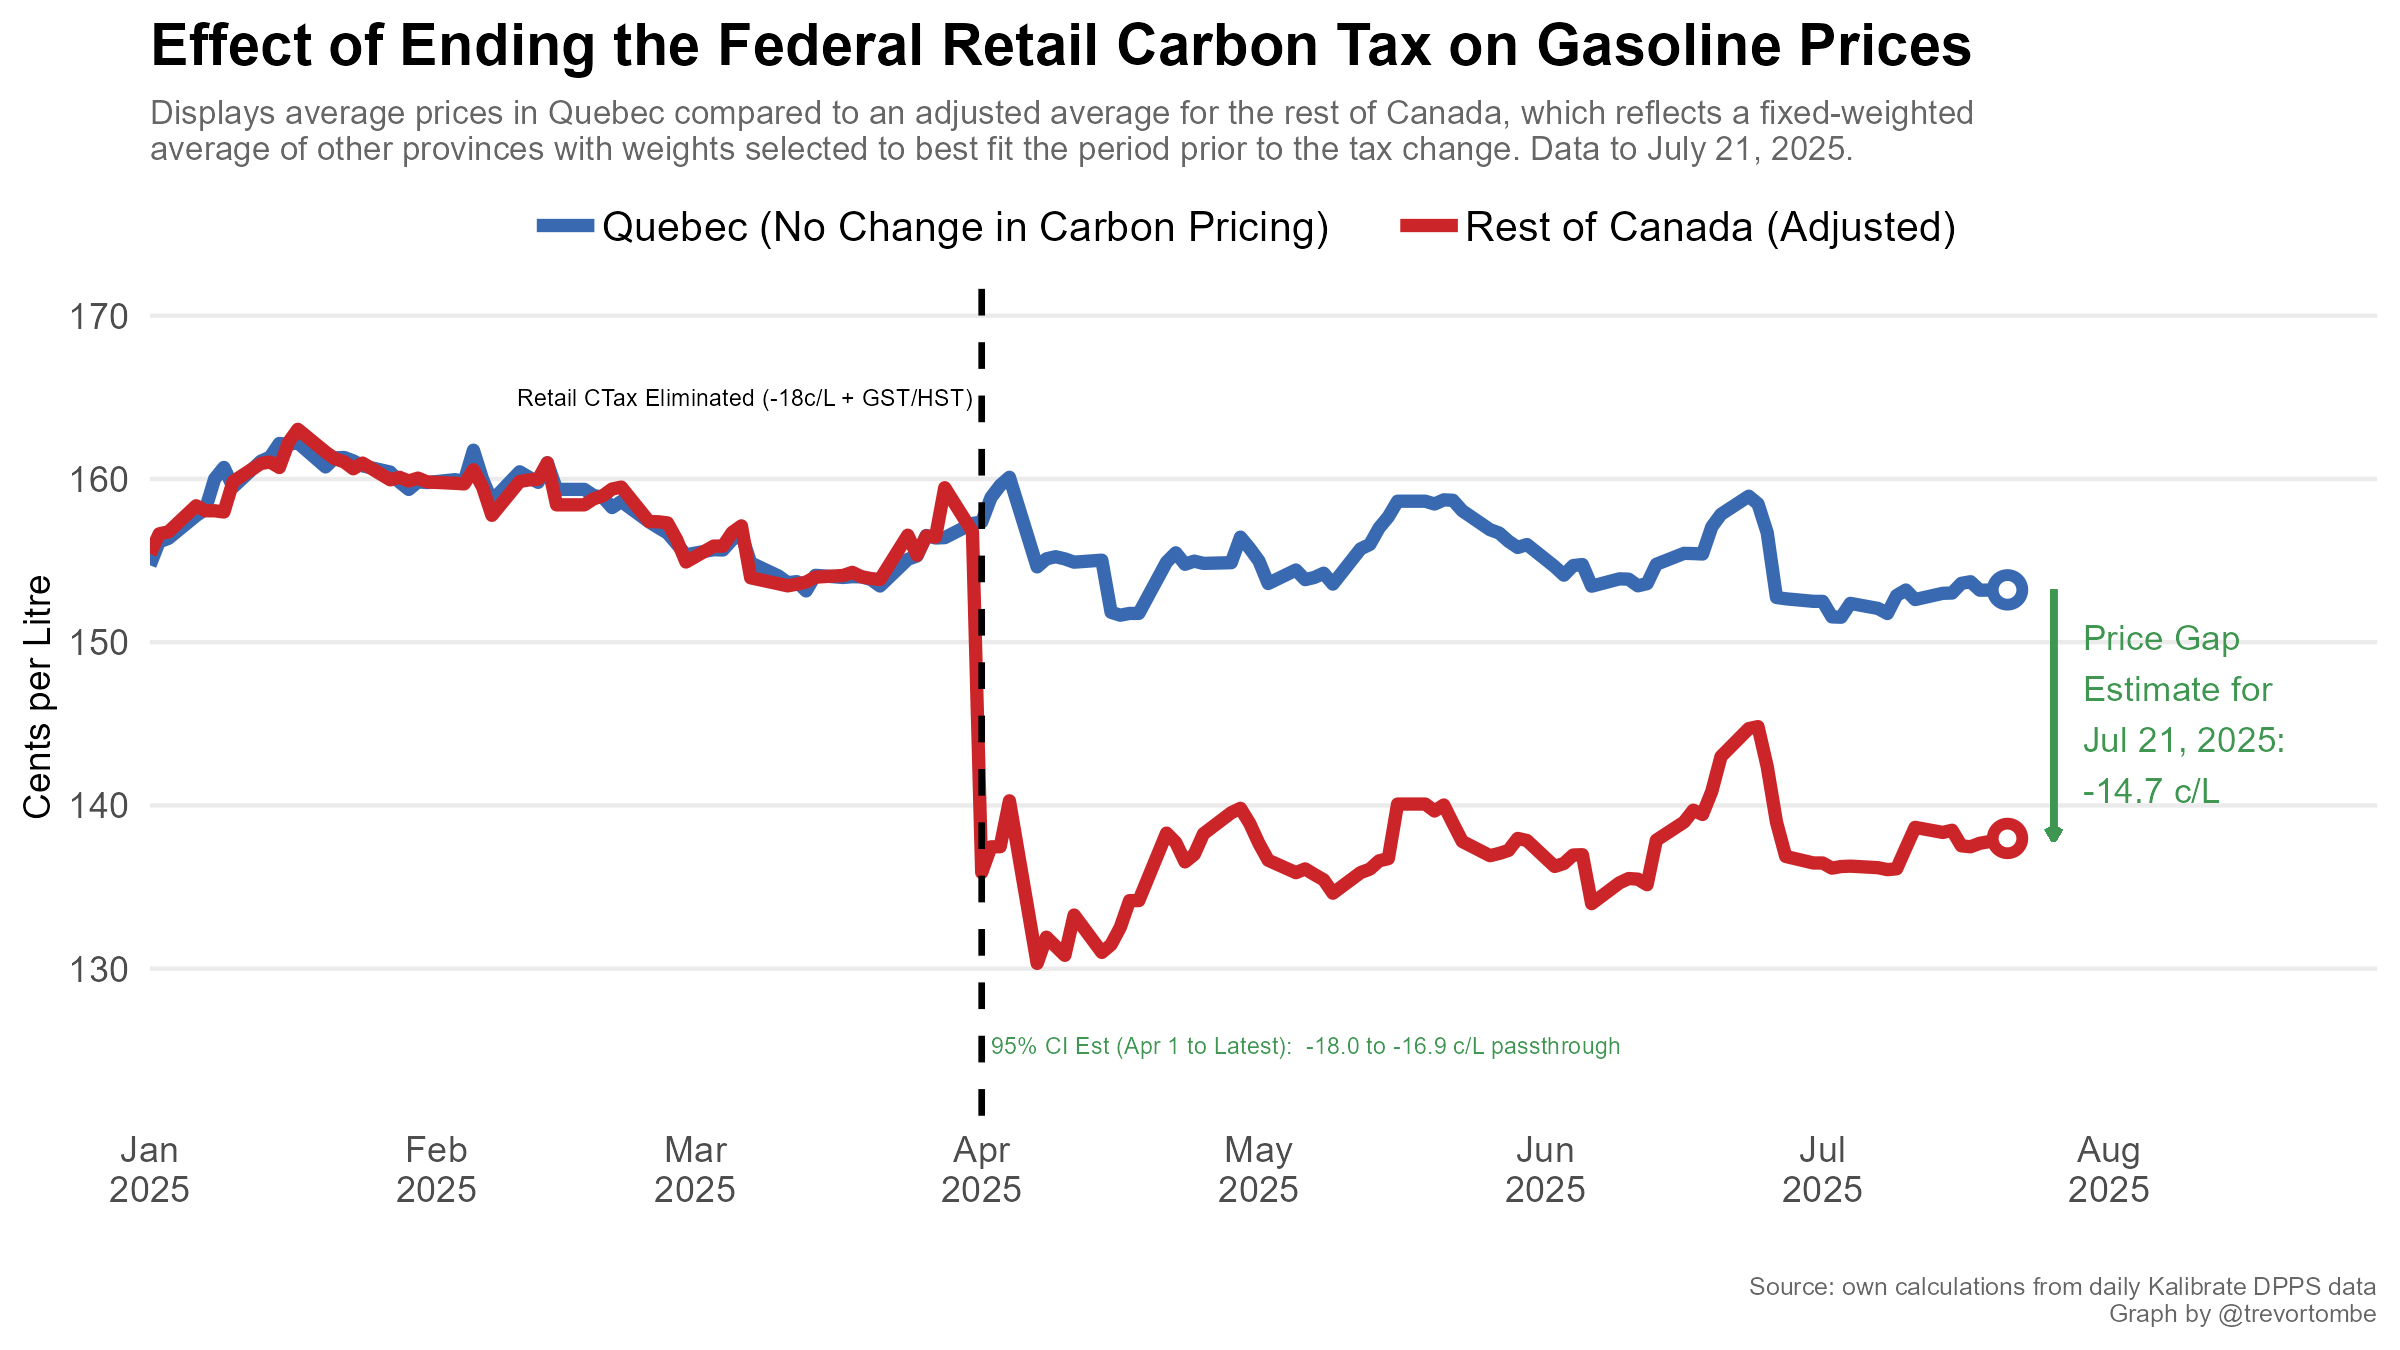 Effect of Ending the Federal Retail Carbon Tax on Gasoline Prices
Displays average prices in Quebec compared to an adjusted average for the rest of Canada, which reflects a fixed-weighted
average of other provinces with weights selected to best fit the period prior to the tax change. Data to July 21, 2025.
Quebec (No Change in Carbon Pricing)
Rest of Canada (Adjusted)
Cents per Litre
170
160
150
140
130
Retail CTax Eliminated (-18c/L + GST/HST)
Price Gap
Estimate for
Jul 21, 2025:
-14.7 c/L
95% CI Est (Apr 1 to Latest):  -18.0 to -16.9 c/L passthrough
Jan
2025
Feb
2025
Mar
2025
Apr
2025
May
2025
Jun
2025
Jul
2025
Aug
2025
Source: own calculations from daily Kalibrate DPPS data
Graph by @trevortombe